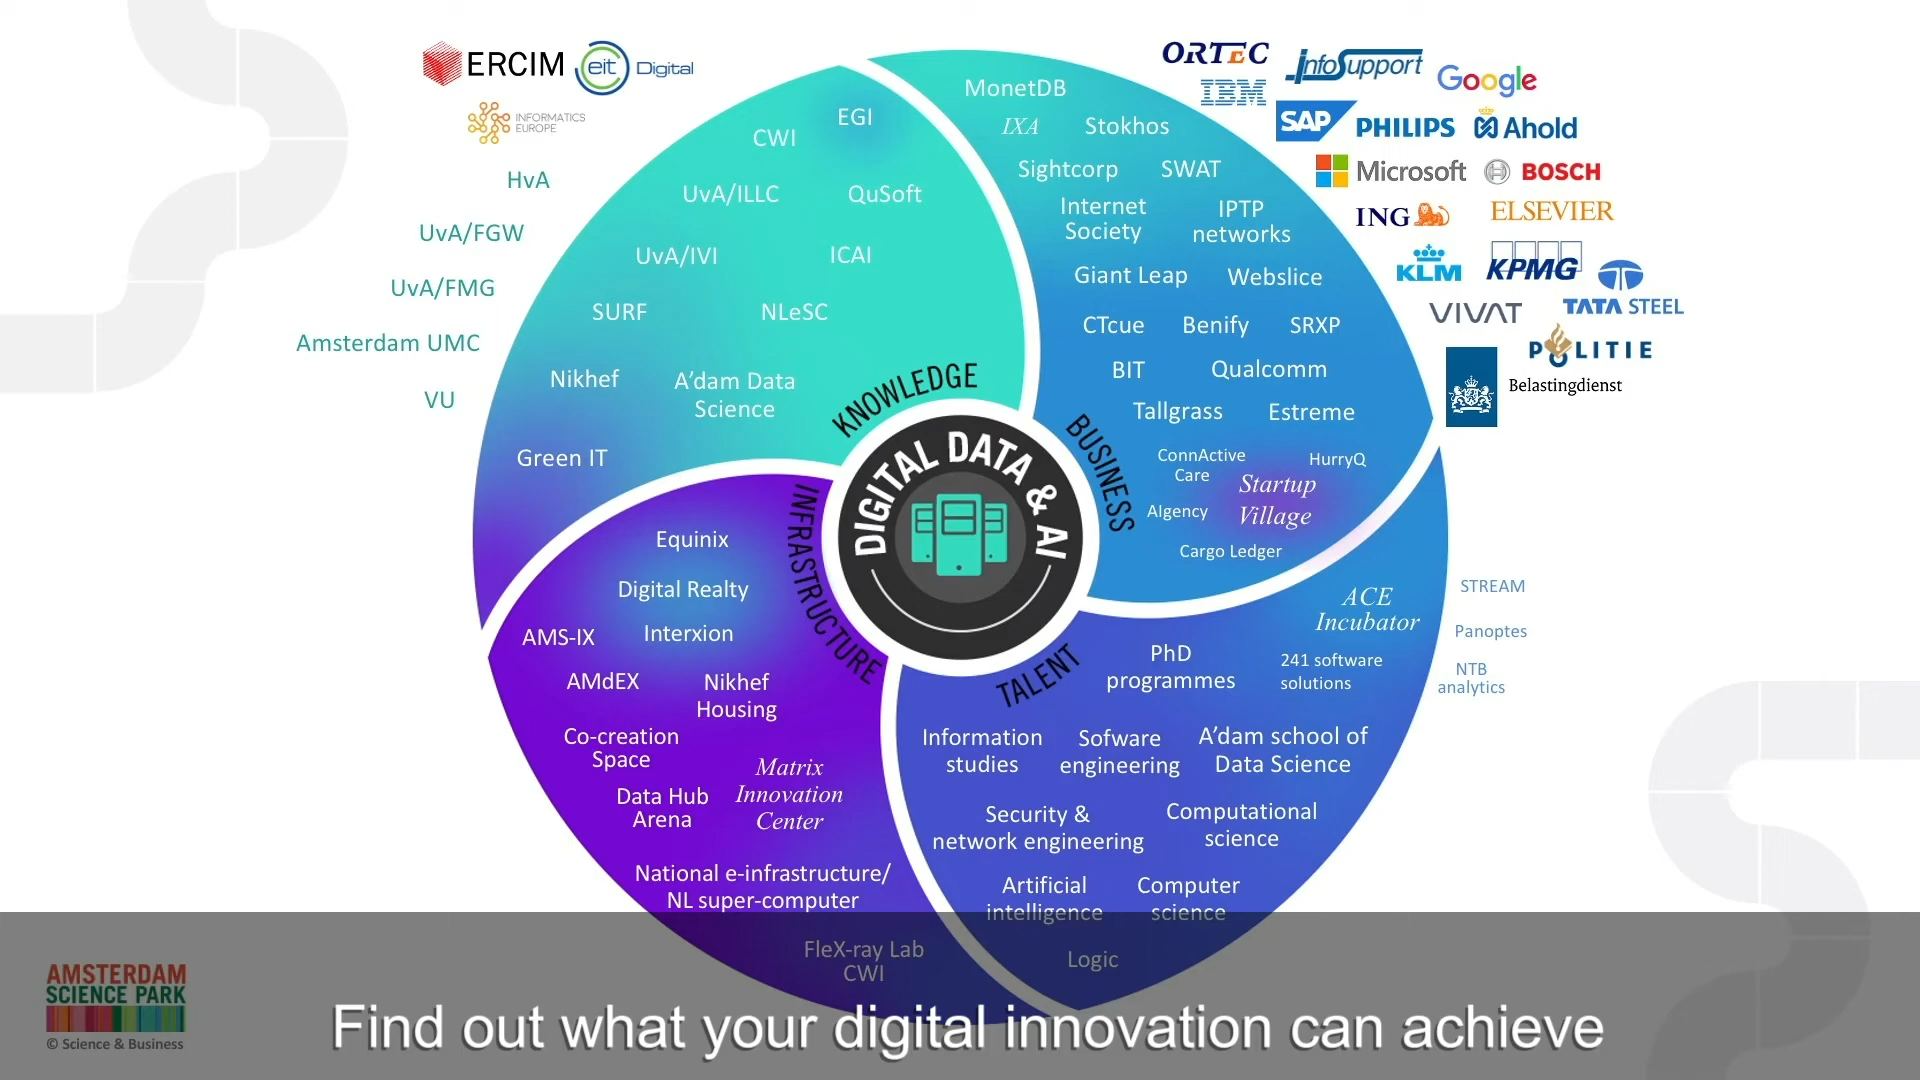 ERCIM
eit Digital
INFORMATICS
EUROPE
HvA
UvA/FGW
UvA/FMG
Amsterdam UMC
VU
EGI
CWI
UvA/ILLC
QuSoft
UvA/IVI
ICAI
SURF
NLeSC
Nikhef
A'dam Data
Science
Green IT
KNOWLEDGE
MonetDB
IXA
Stokhos
Sightcorp
SWAT
Internet
Society
IPTP
networks
Giant Leap
Webslice
CTcue
Benify
SRXP
BIT
Qualcomm
Tallgrass
Estreme
ConnActive
Care
HurryQ
Startup
Village
AIgency
Cargo Ledger
BUSINESS
ORTEC
InfoSupport
Google
IBM
SAP
PHILIPS
Ahold
Microsoft
BOSCH
ING
ELSEVIER
KLM
KPMG
VIVAT
TATA STEEL
POLITIE
Belastingdienst
DIGITAL DATA & AI
INFRASTRUCTURE
Equinix
Digital Realty
AMS-IX
Interxion
AMdEX
Nikhef
Housing
Co-creation
Space
Matrix
Innovation
Center
Data Hub
Arena
National e-infrastructure/
NL super-computer
FleX-ray Lab
CWI
TALENT
ACE
Incubator
PhD
programmes
241 software
solutions
STREAM
Panoptes
NTB
analytics
Information
studies
Sofware
engineering
A'dam school of
Data Science
Security &
network engineering
Computational
science
Artificial
intelligence
Computer
science
Logic
AMSTERDAM
SCIENCE PARK
© Science & Business
Find out what your digital innovation can achieve